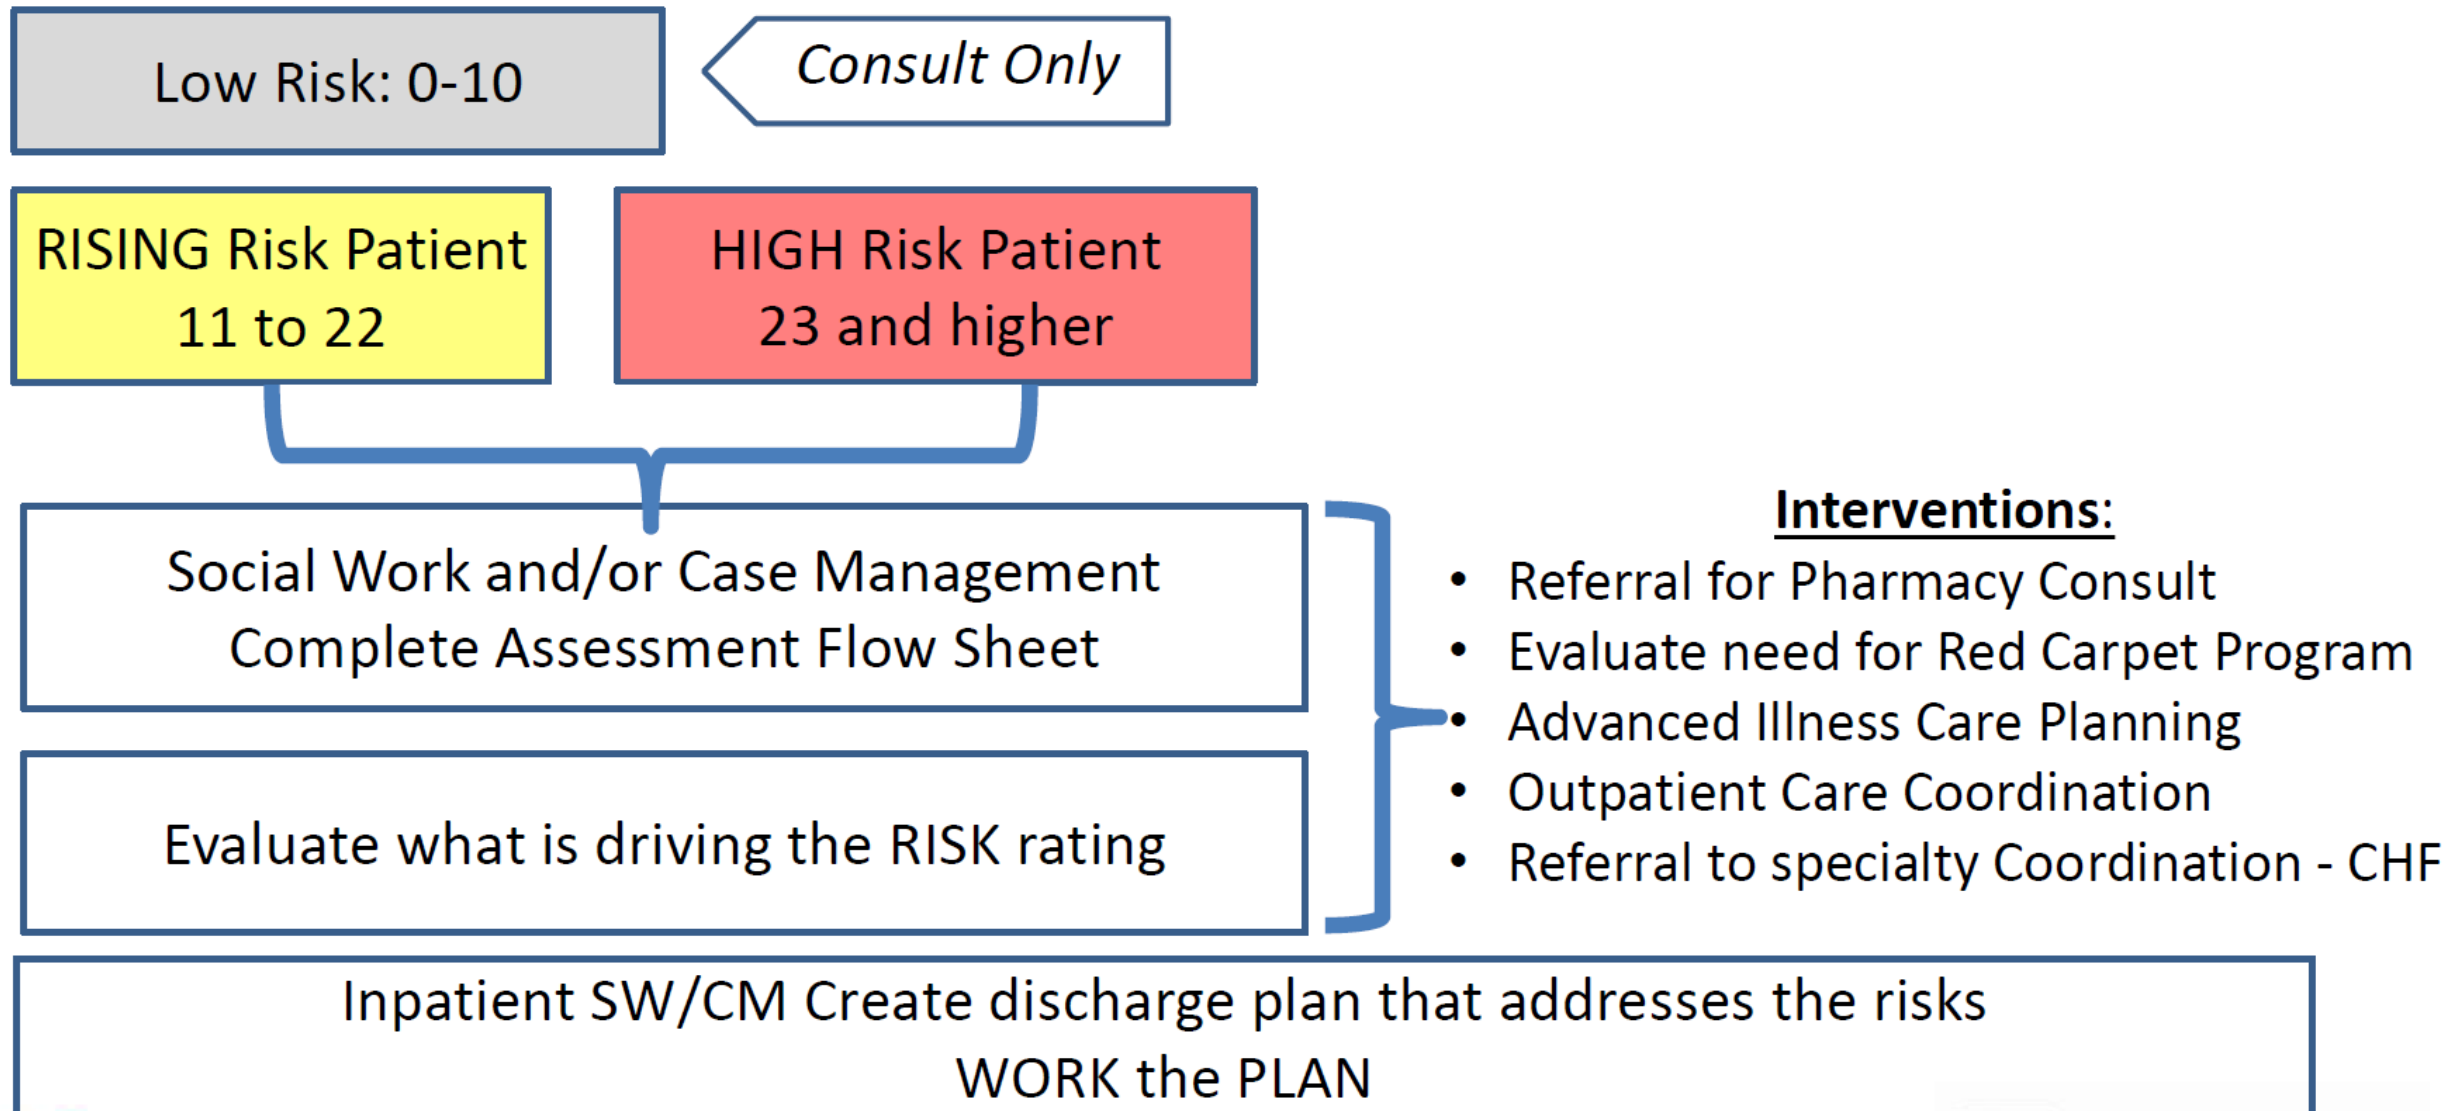 Low Risk: 0-10
Consult Only
RISING Risk Patient
11 to 22
HIGH Risk Patient
23 and higher
Social Work and/or Case Management
Complete Assessment Flow Sheet
Evaluate what is driving the RISK rating
Interventions:
• Referral for Pharmacy Consult
• Evaluate need for Red Carpet Program
• Advanced Illness Care Planning
• Outpatient Care Coordination
• Referral to specialty Coordination - CHF
Inpatient SW/CM Create discharge plan that addresses the risks
WORK the PLAN